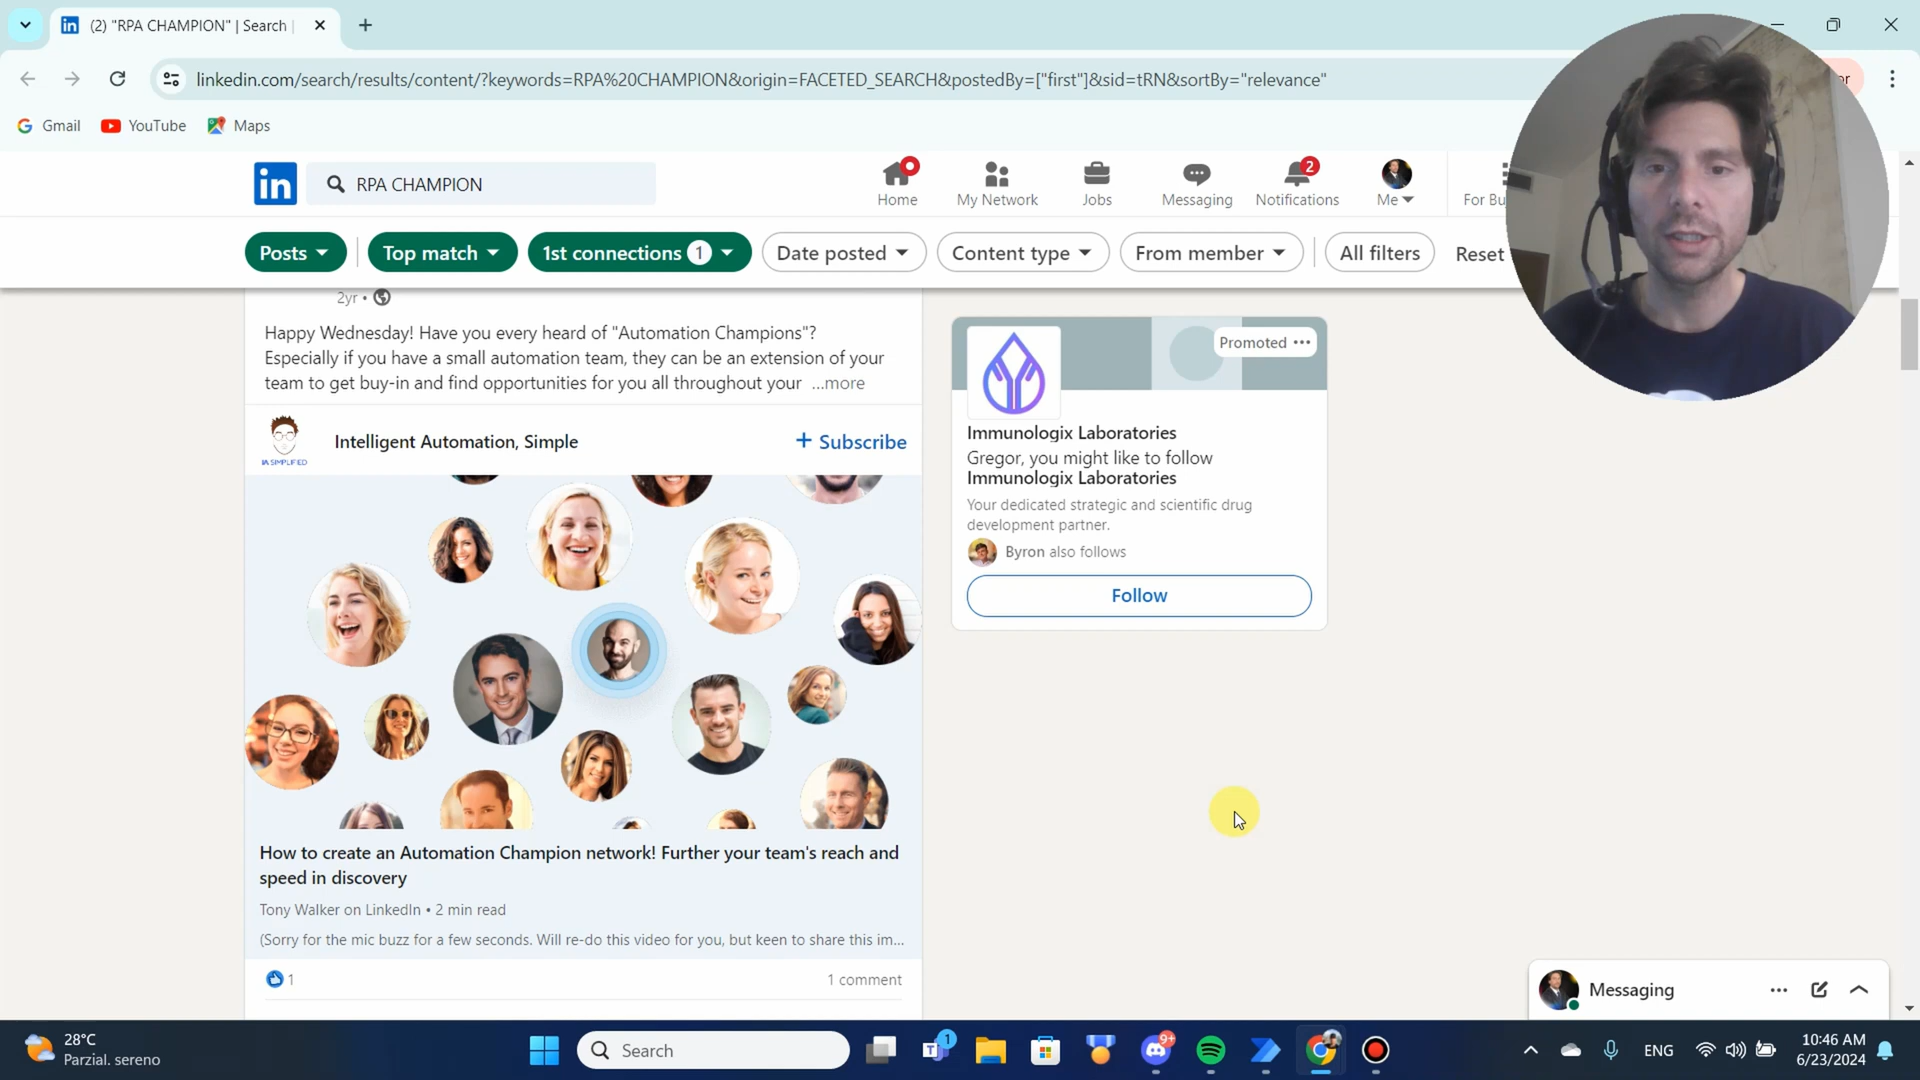 (2) "RPA CHAMPION" | Search
linkedin.com/search/results/content/?keywords=RPA%20CHAMPION&origin=FACETED_SEARCH&postedBy=["first"]&sid=tRN&sortBy="relevance"
Gmail YouTube Maps
in RPA CHAMPION
2
Home My Network Jobs Messaging Notifications Me For Bu
Posts Top match 1st connections 1 Date posted Content type From member All filters Reset
2yr •
Happy Wednesday! Have you every heard of "Automation Champions"?
Especially if you have a small automation team, they can be an extension of your
team to get buy-in and find opportunities for you all throughout your ...more
IA SIMPLIFIED
Intelligent Automation, Simple
+ Subscribe
How to create an Automation Champion network! Further your team's reach and
speed in discovery
Tony Walker on LinkedIn • 2 min read
(Sorry for the mic buzz for a few seconds. Will re-do this video for you, but keen to share this im...
1
1 comment
Promoted
Immunologix Laboratories
Gregor, you might like to follow
Immunologix Laboratories
Your dedicated strategic and scientific drug
development partner.
Byron also follows
Follow
Messaging
28°C
Parzial. sereno
Search
1
9+
ENG
10:46 AM
6/23/2024